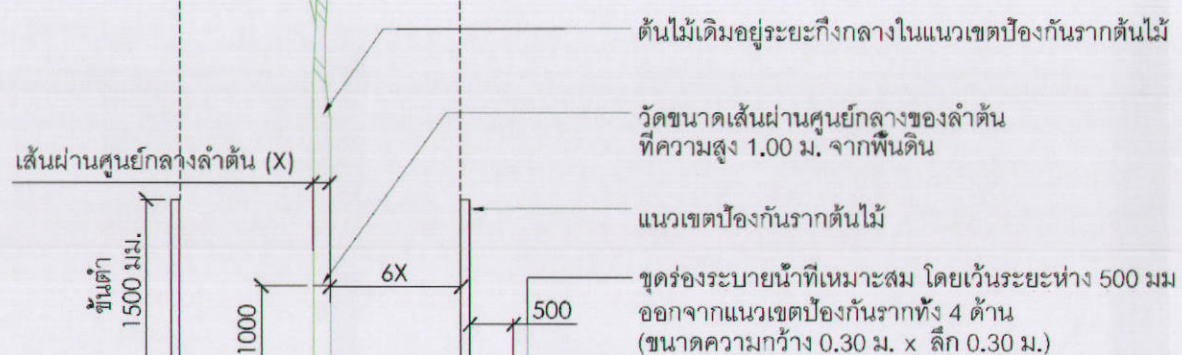 ต้นไม้เดิมอยู่ระยะกึ่งกลางในแนวเขตป้องกันรากต้นไม้
วัดขนาดเส้นผ่านศูนย์กลางของลำต้น
ที่ความสูง 1.00 ม. จากพื้นดิน
เส้นผ่านศูนย์กลางลำต้น (X)
แนวเขตป้องกันรากต้นไม้
ขั้นต่ำ
1500 มม.
6X
1000
500
ขุดร่องระบายน้ำที่เหมาะสม โดยเว้นระยะห่าง 500 มม
ออกจากแนวเขตป้องกันรากทั้ง 4 ด้าน
(ขนาดความกว้าง 0.30 ม. x ลึก 0.30 ม.)